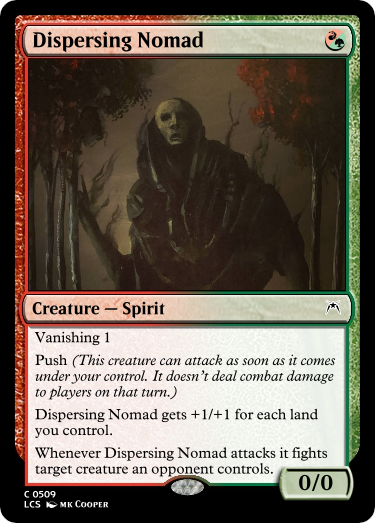 Dispersing Nomad
Creature — Spirit
Vanishing 1
Push (This creature can attack as soon as it comes
under your control. It doesn't deal combat damage
to players on that turn.)
Dispersing Nomad gets +1/+1 for each land
you control.
Whenever Dispersing Nomad attacks it fights
target creature an opponent controls.
0/0
C 0509
LCS MK COOPER